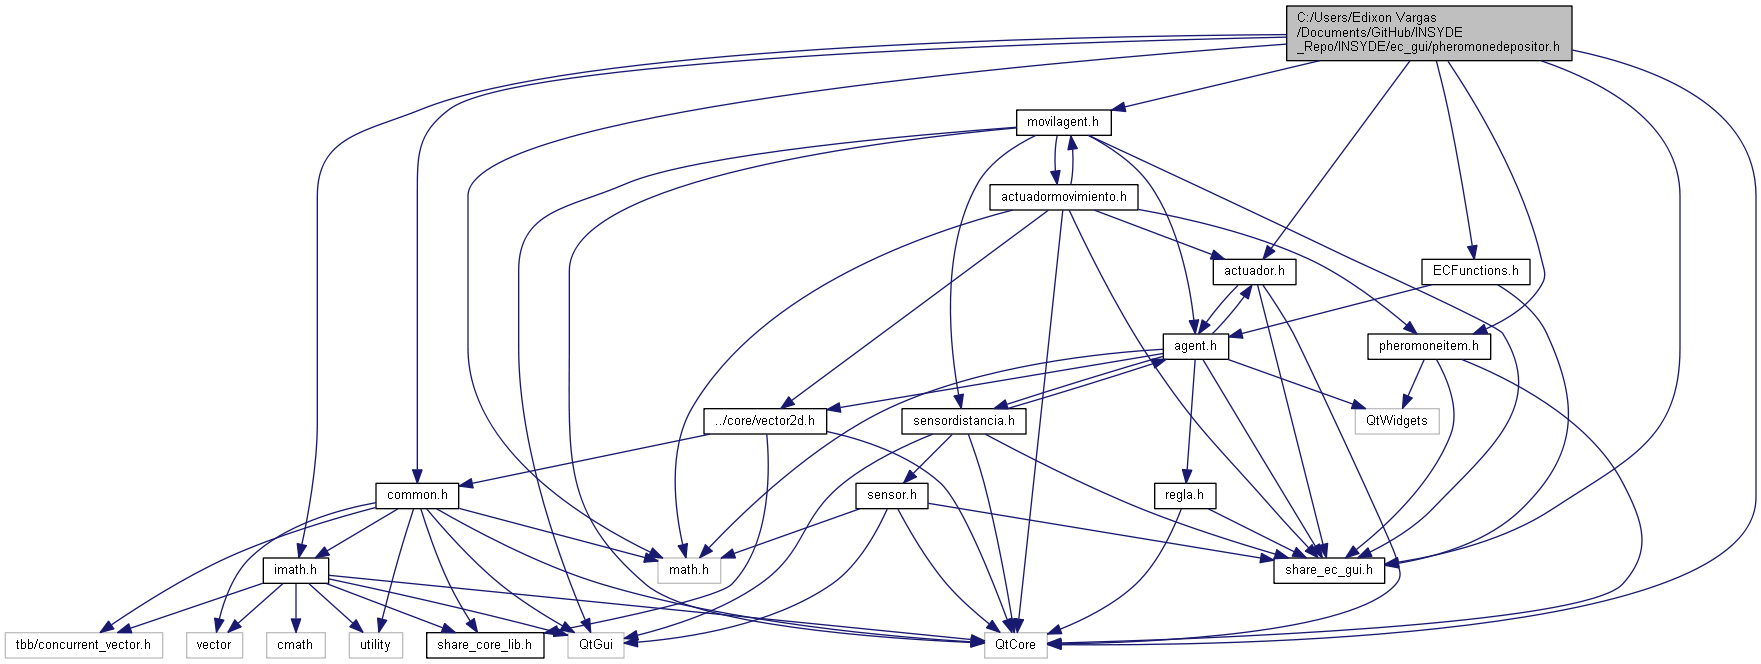 C:/Users/Edixon Vargas
/Documents/GitHub/INSYDE
_Repo/INSYDE/ec_gui/pheromonedepositor.h
movilagent.h
actuadormovimiento.h
actuador.h
ECFunctions.h
agent.h
pheromoneitem.h
../core/vector2d.h
sensordistancia.h
QtWidgets
common.h
sensor.h
regla.h
imath.h
math.h
share_ec_gui.h
tbb/concurrent_vector.h
vector
cmath
utility
share_core_lib.h
QtGui
QtCore